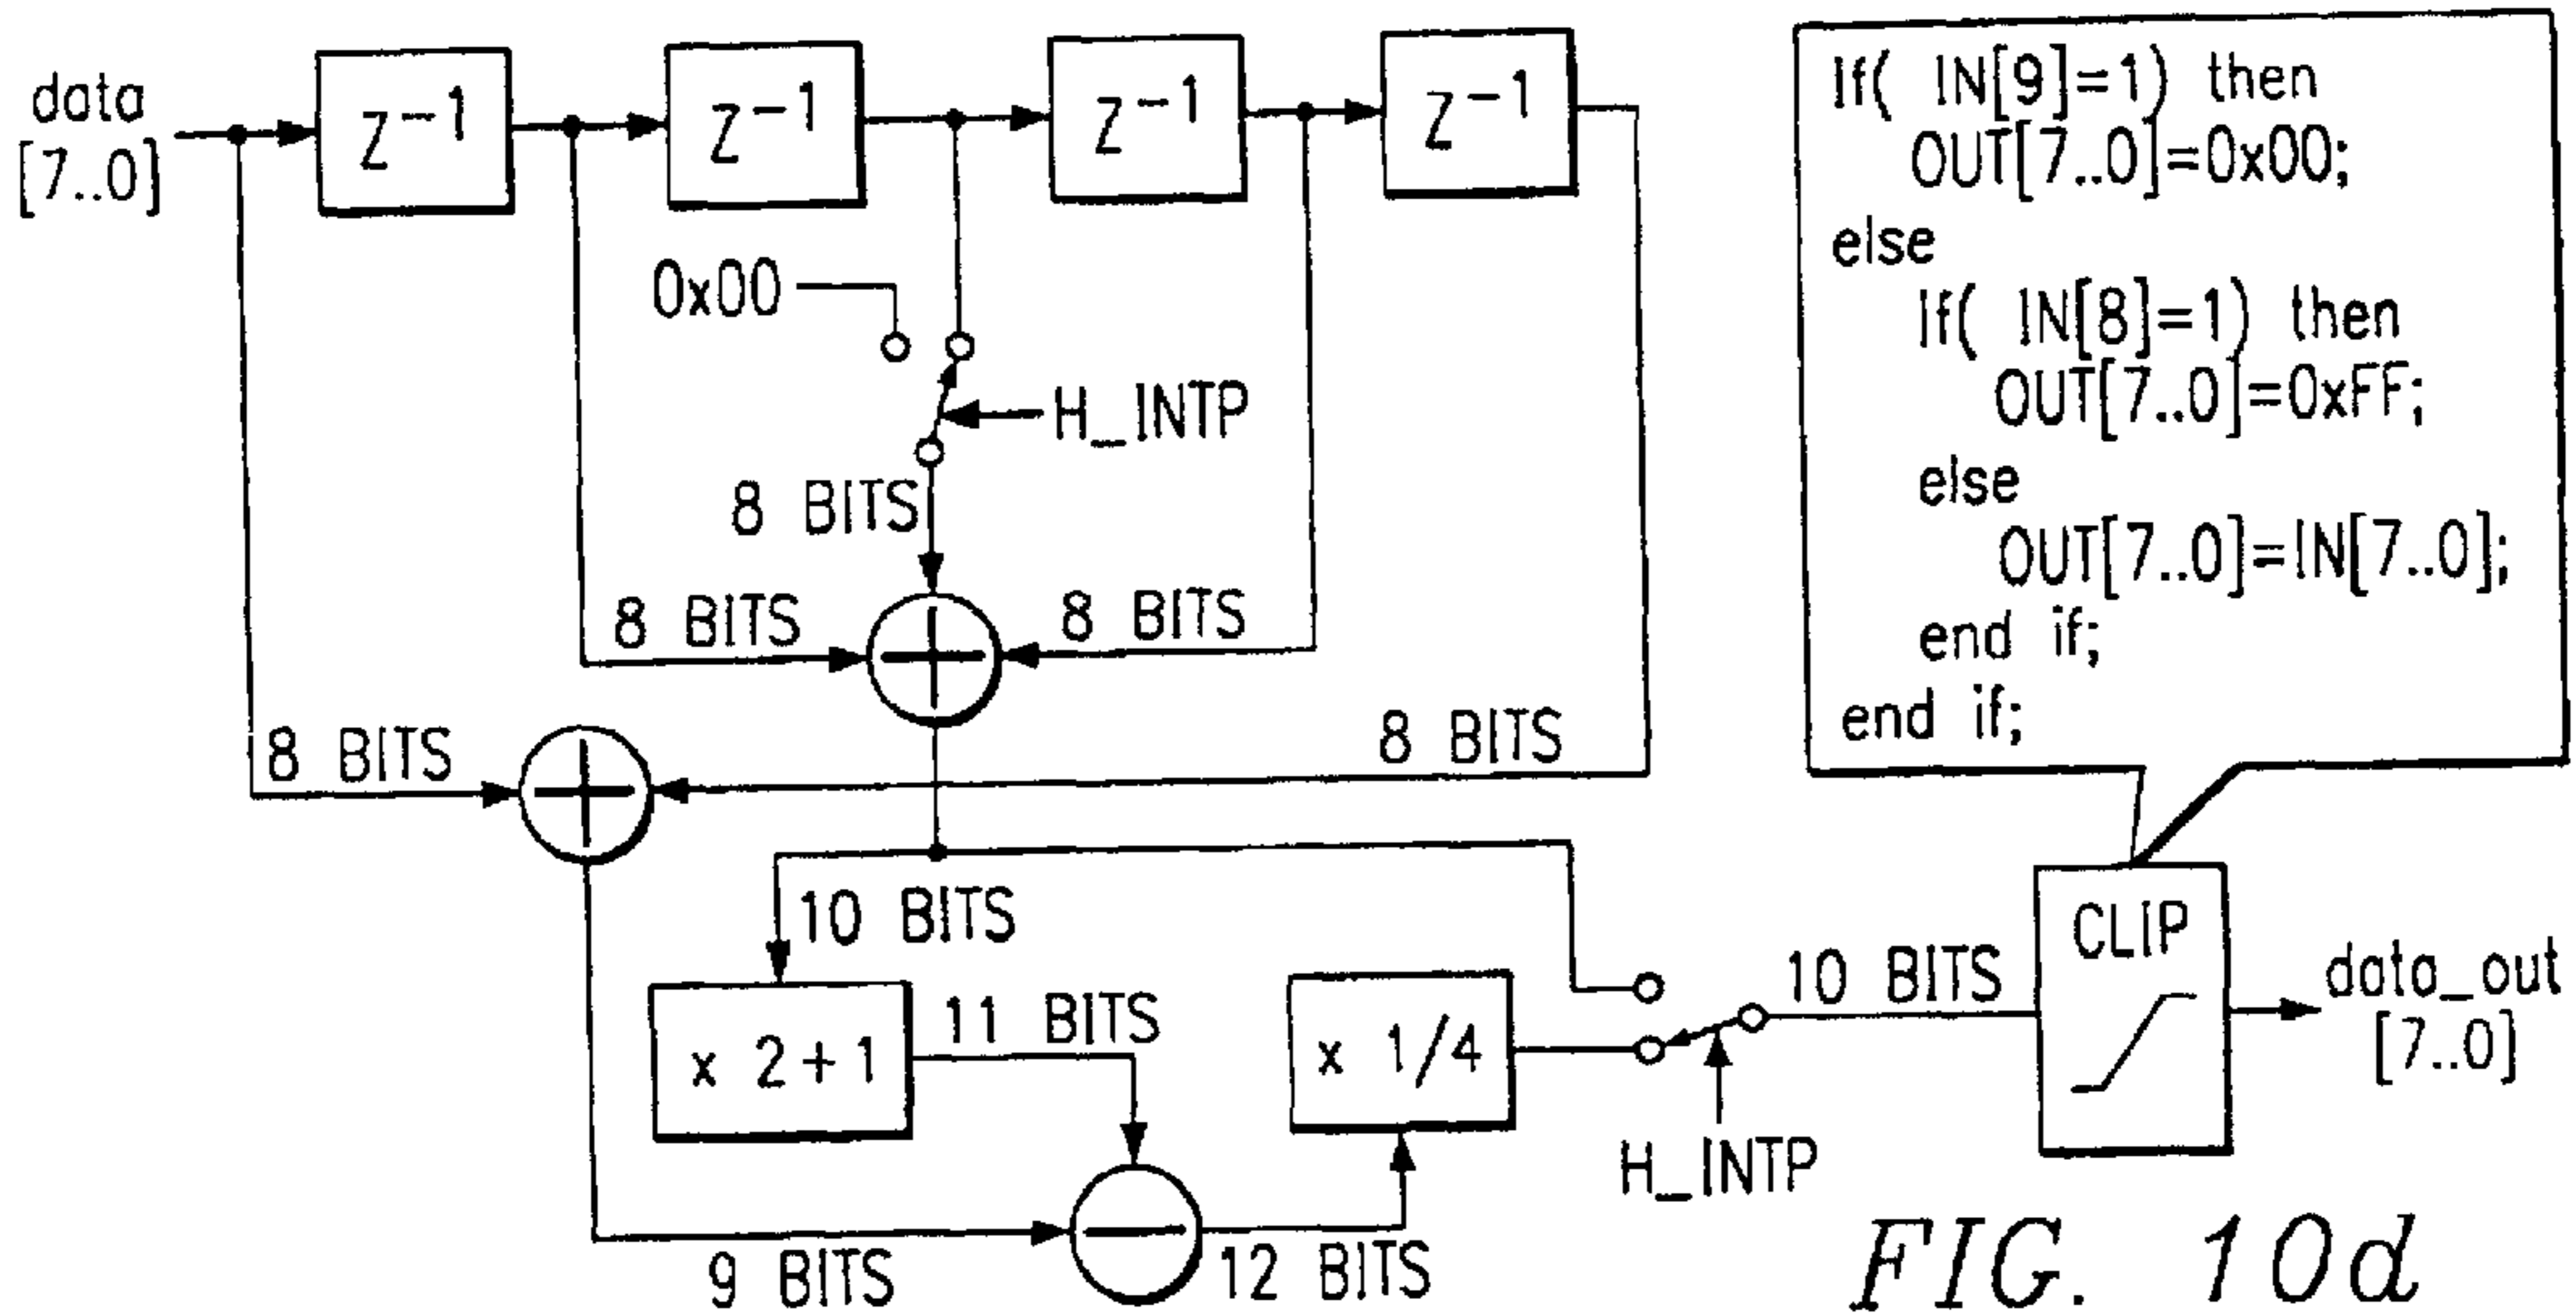 data
[7..0]
Z⁻¹
Z⁻¹
Z⁻¹
Z⁻¹
0x00
H_INTP
8 BITS
8 BITS
8 BITS
8 BITS
8 BITS
10 BITS
x 2+1
11 BITS
9 BITS
12 BITS
x 1/4
H_INTP
10 BITS
CLIP
data_out
[7..0]
If( IN[9]=1) then
OUT[7..0]=0x00;
else
If( IN[8]=1) then
OUT[7..0]=0xFF;
else
OUT[7..0]=IN[7..0];
end if;
end if;
FIG. 10d